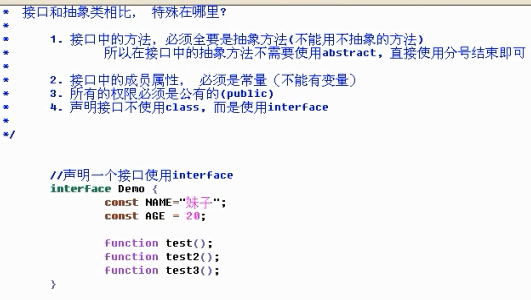 * 接口和抽象类相比， 特殊在哪里?
*
* 1. 接口中的方法，必须全要是抽象方法(不能用不抽象的方法)
* 所以在接口中的抽象方法不需要使用abstract，直接使用分号结束即可
*
* 2. 接口中的成员属性， 必须是常量（不能有变量）
* 3. 所有的权限必须是公有的(public)
* 4. 声明接口不使用class，而是使用interface
*
*/
//声明一个接口使用interface
interface Demo {
const NAME="妹子";
const AGE = 20;
function test();
function test2();
function test3();
}